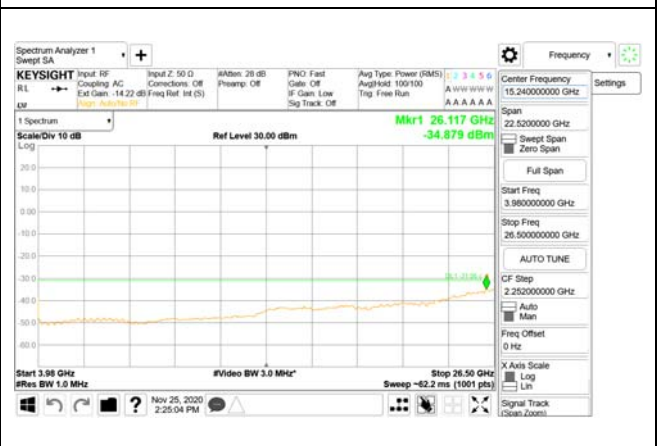 Spectrum Analyzer 1
Swept SA
Frequency
KEYSIGHT
RL
Input: RF
Coupling: AC
Ext Gain: -14.22 dB
Align: Auto/No RF
Input Z: 50 Ω
Corrections: Off
Freq Ref: Int (S)
#Atten: 28 dB
Preamp: Off
PNO: Fast
Gate: Off
IF Gain: Low
Sig Track: Off
Avg Type: Power (RMS)
Avg|Hold: 100/100
Trig: Free Run
1 2 3 4 5 6
A W W W W W
A A A A A A
1 Spectrum
Scale/Div 10 dB
Ref Level 30.00 dBm
Mkr1 26.117 GHz
-34.879 dBm
Log
20.0
10.0
0.00
-10.0
-20.0
-30.0
-40.0
-50.0
-60.0
Start 3.98 GHz
#Video BW 3.0 MHz*
Stop 26.50 GHz
#Res BW 1.0 MHz
Sweep ~62.2 ms (1001 pts)
Nov 25, 2020
2:25:04 PM
Center Frequency
15.240000000 GHz
Settings
Span
22.5200000 GHz
Swept Span
Zero Span
Full Span
Start Freq
3.980000000 GHz
Stop Freq
26.500000000 GHz
AUTO TUNE
CF Step
2.252000000 GHz
Auto
Man
Freq Offset
0 Hz
X Axis Scale
Log
Lin
Signal Track
(Span Zoom)